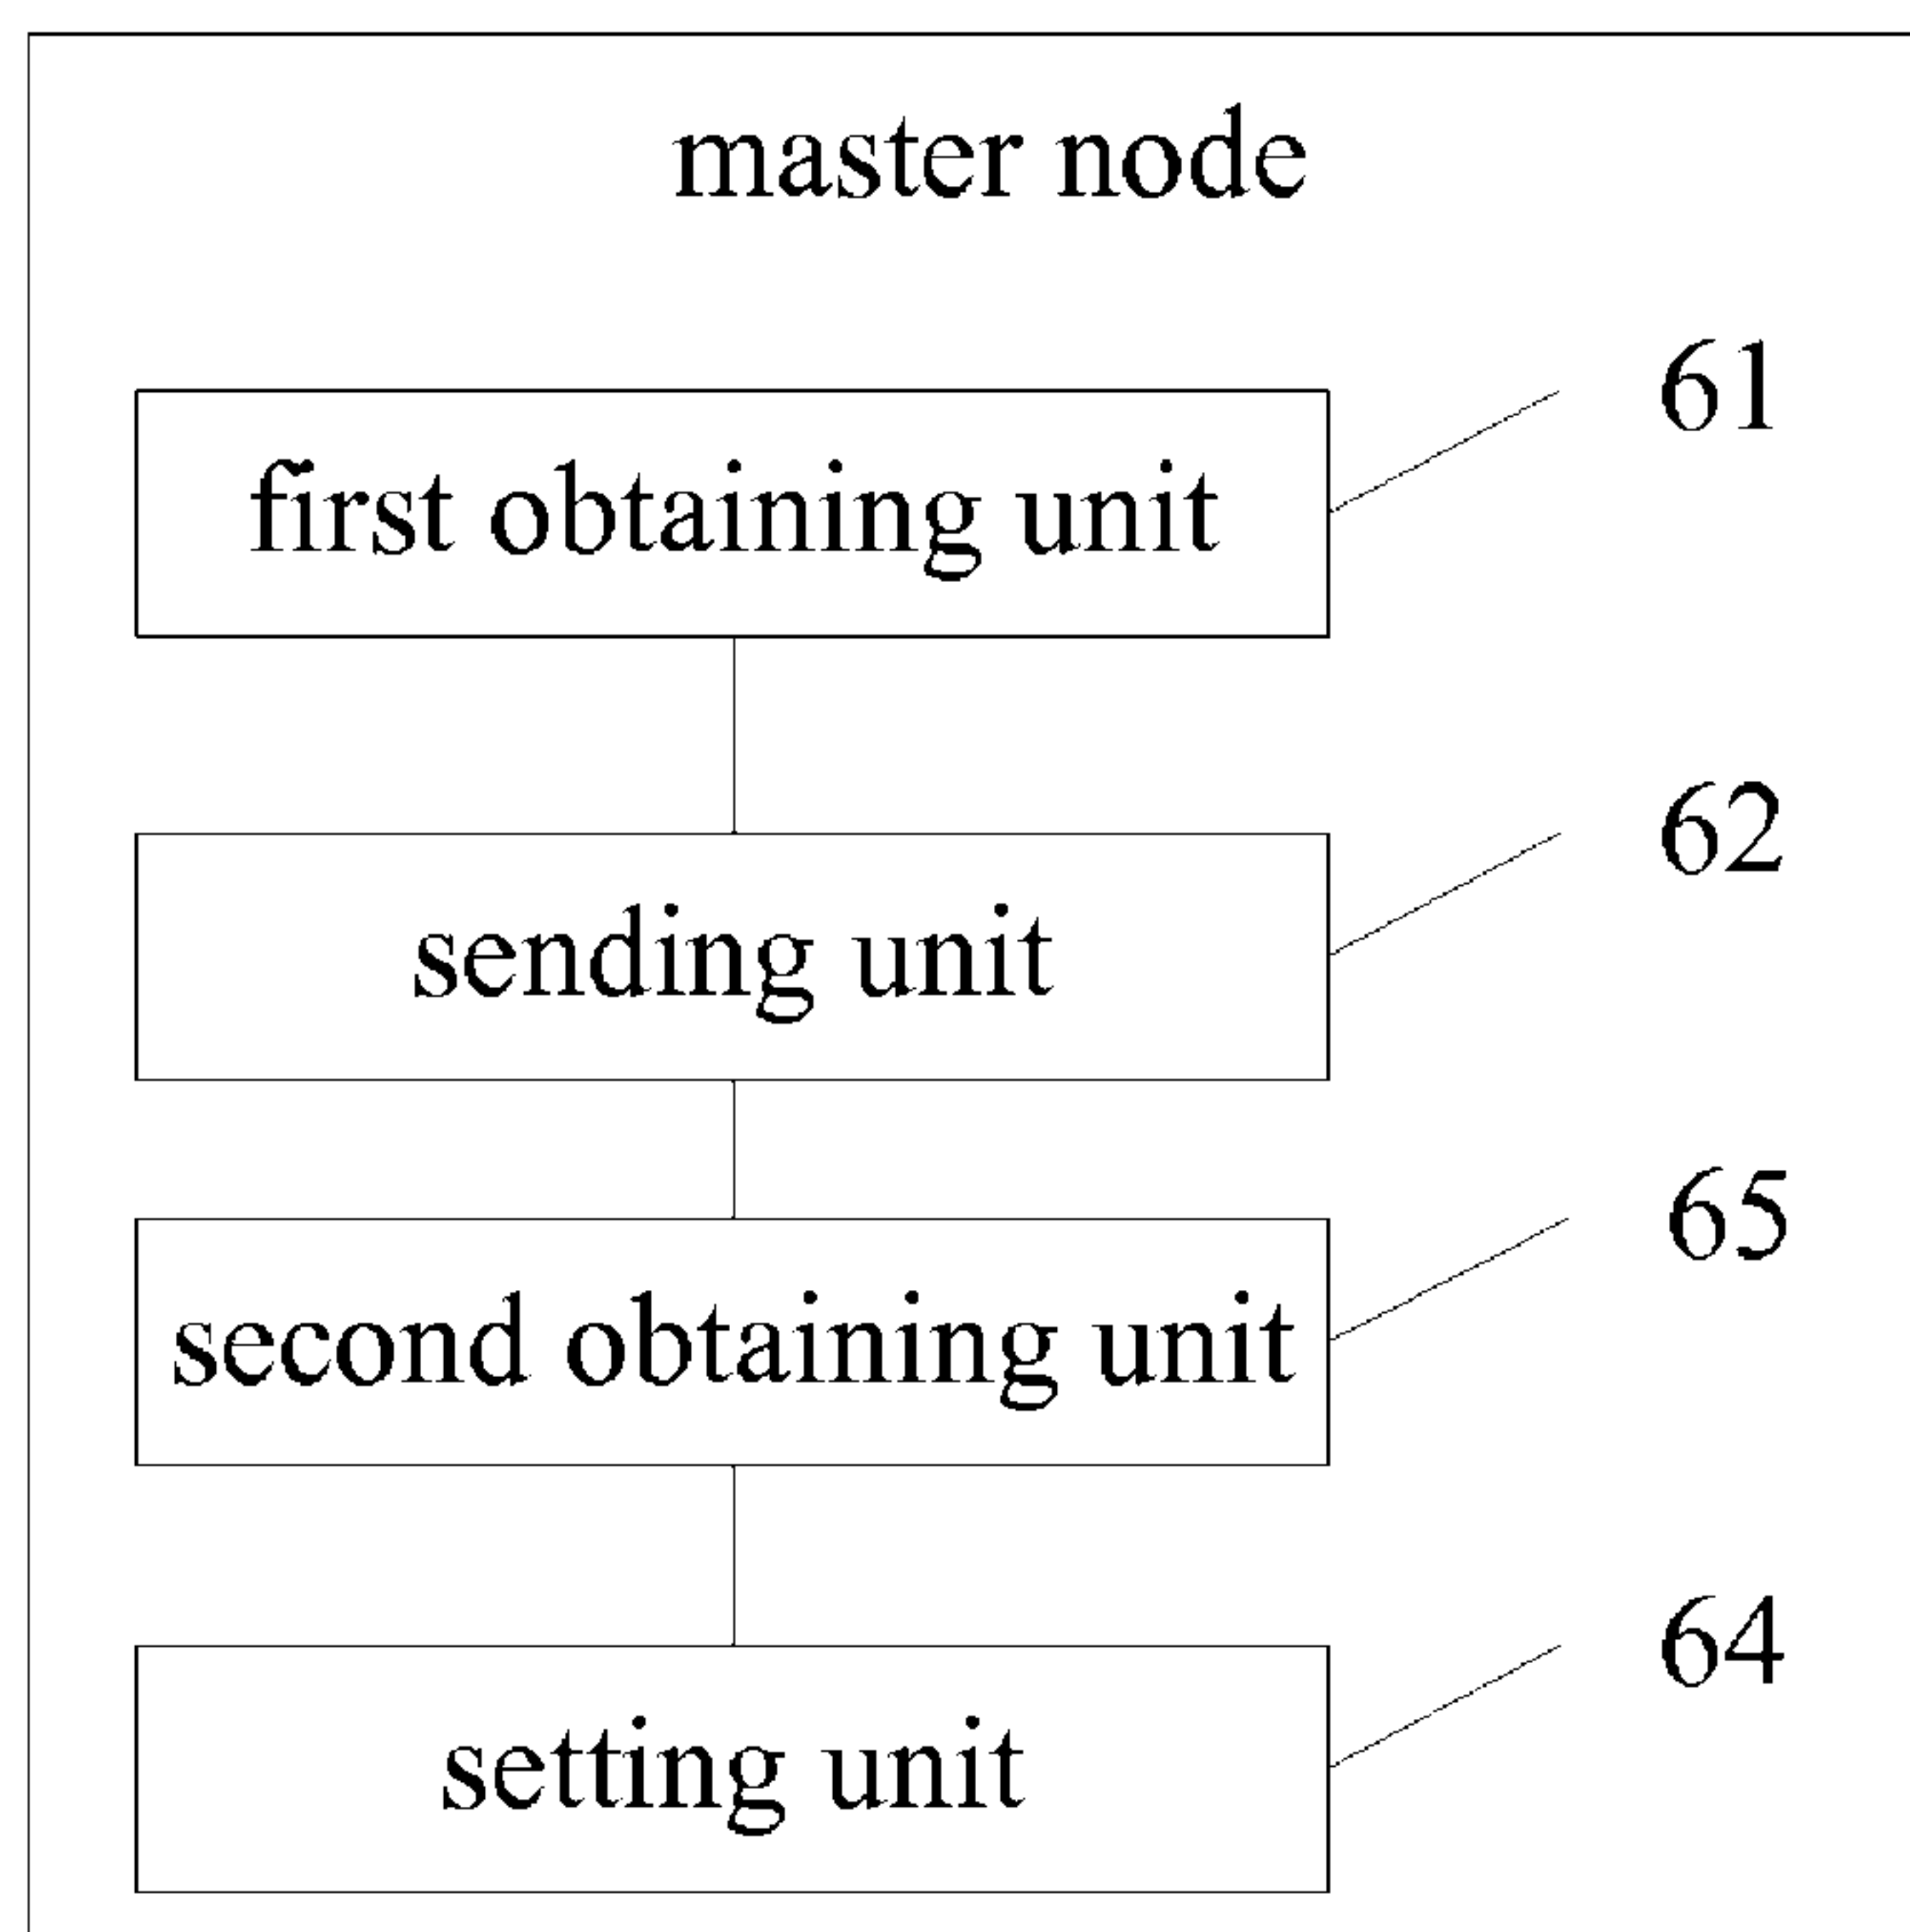 master node
61
first obtaining unit
62
sending unit
65
second obtaining unit
64
setting unit